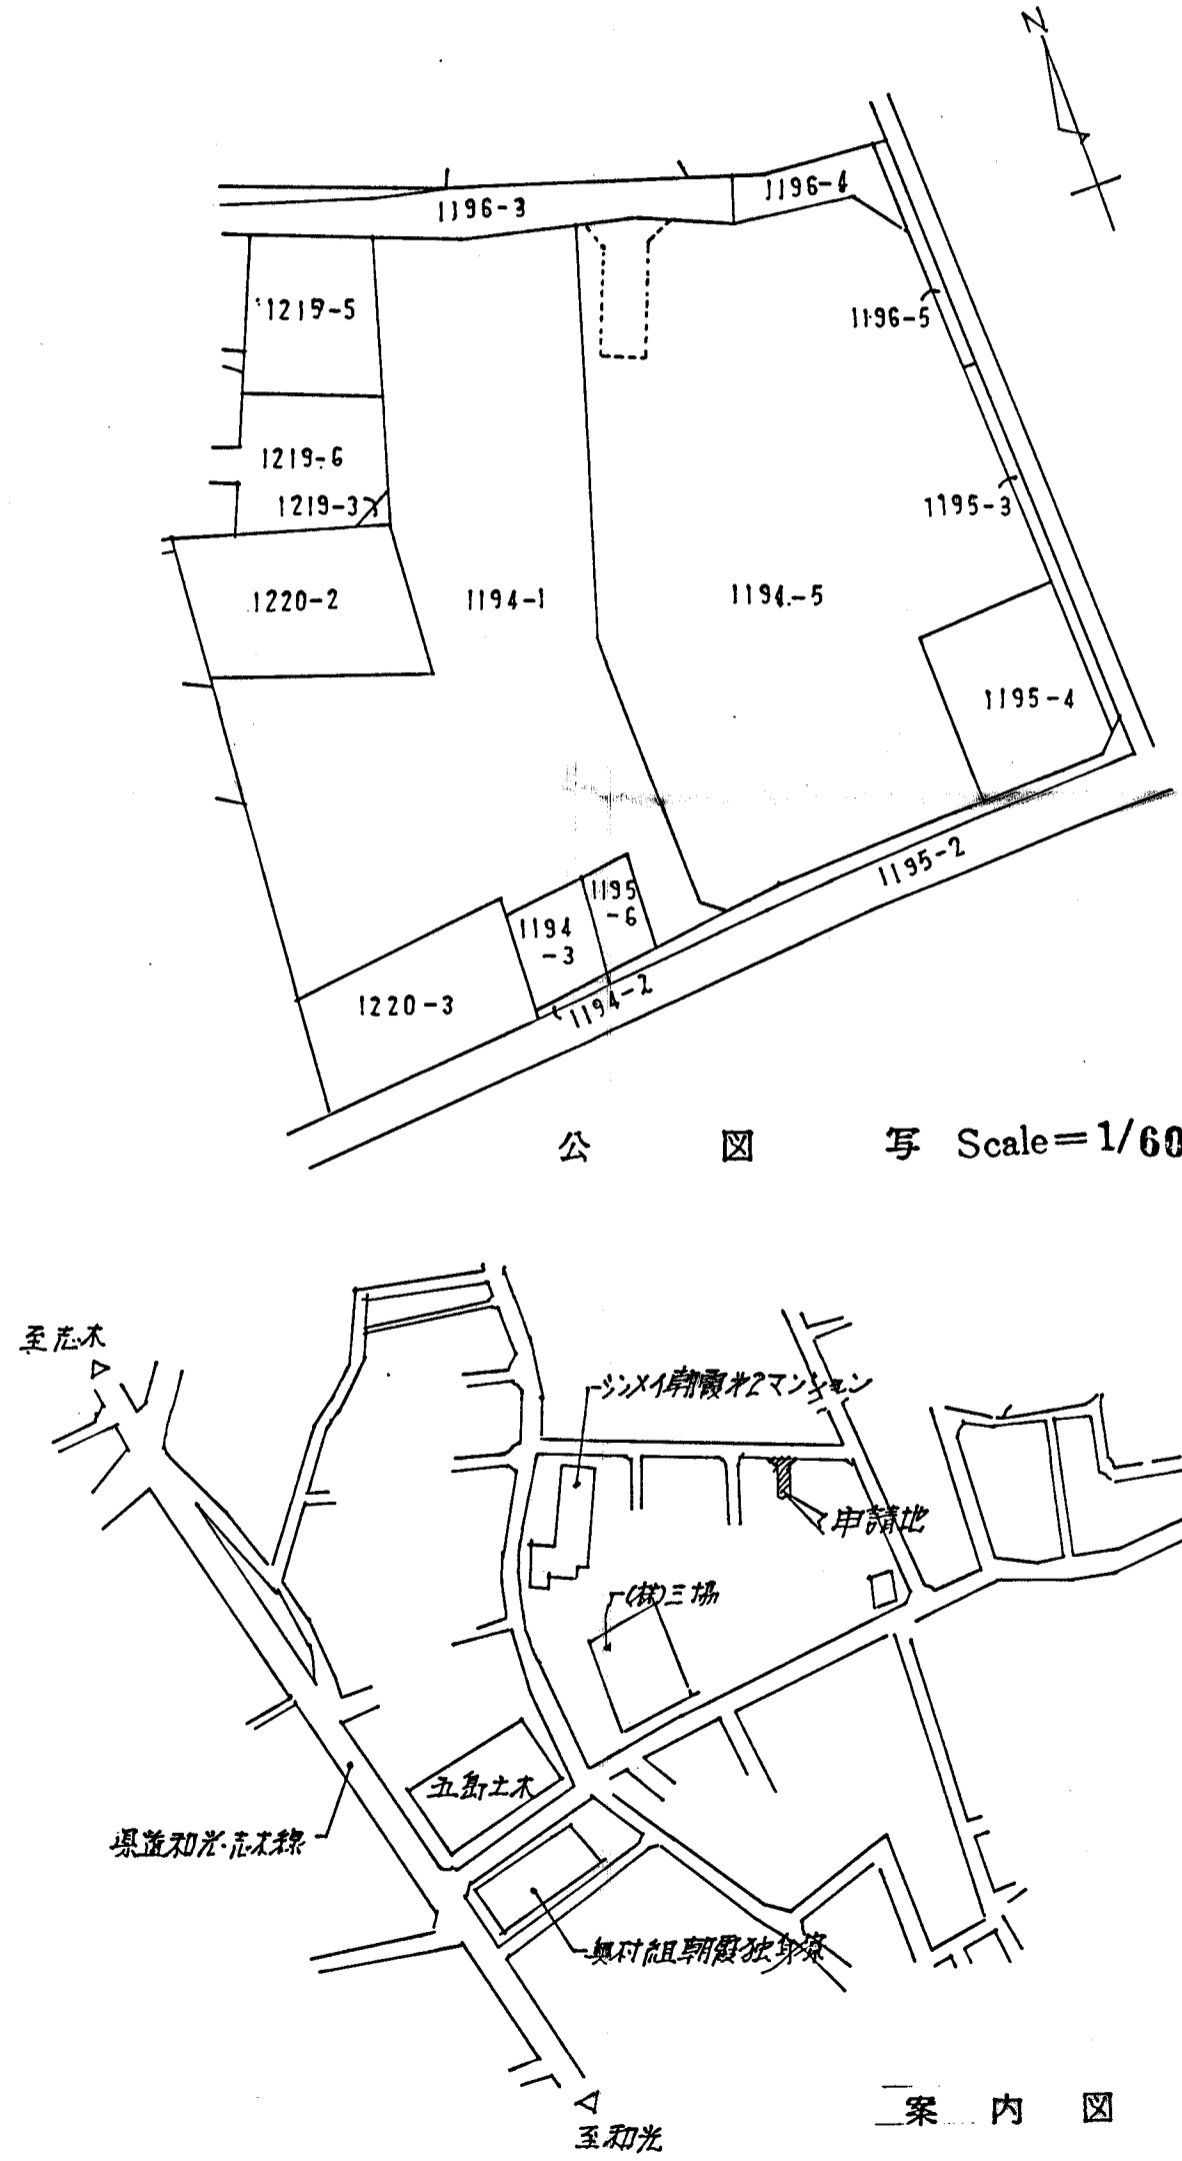 N
1196-4
1196-3
1219-5
1196-5
1219-6
1219-3
1195-3
1220-2
1194-1
1194-5
1195-4
1195-2
1195
-6
1194
-3
1194-2
1220-3
公 図 写 Scale=1/60
至志木
シンメイ朝霞第2マンション
申請地
(株)三協
五島土木
県道和光・志木線
奥村組朝霞独身寮
至和光
案内図